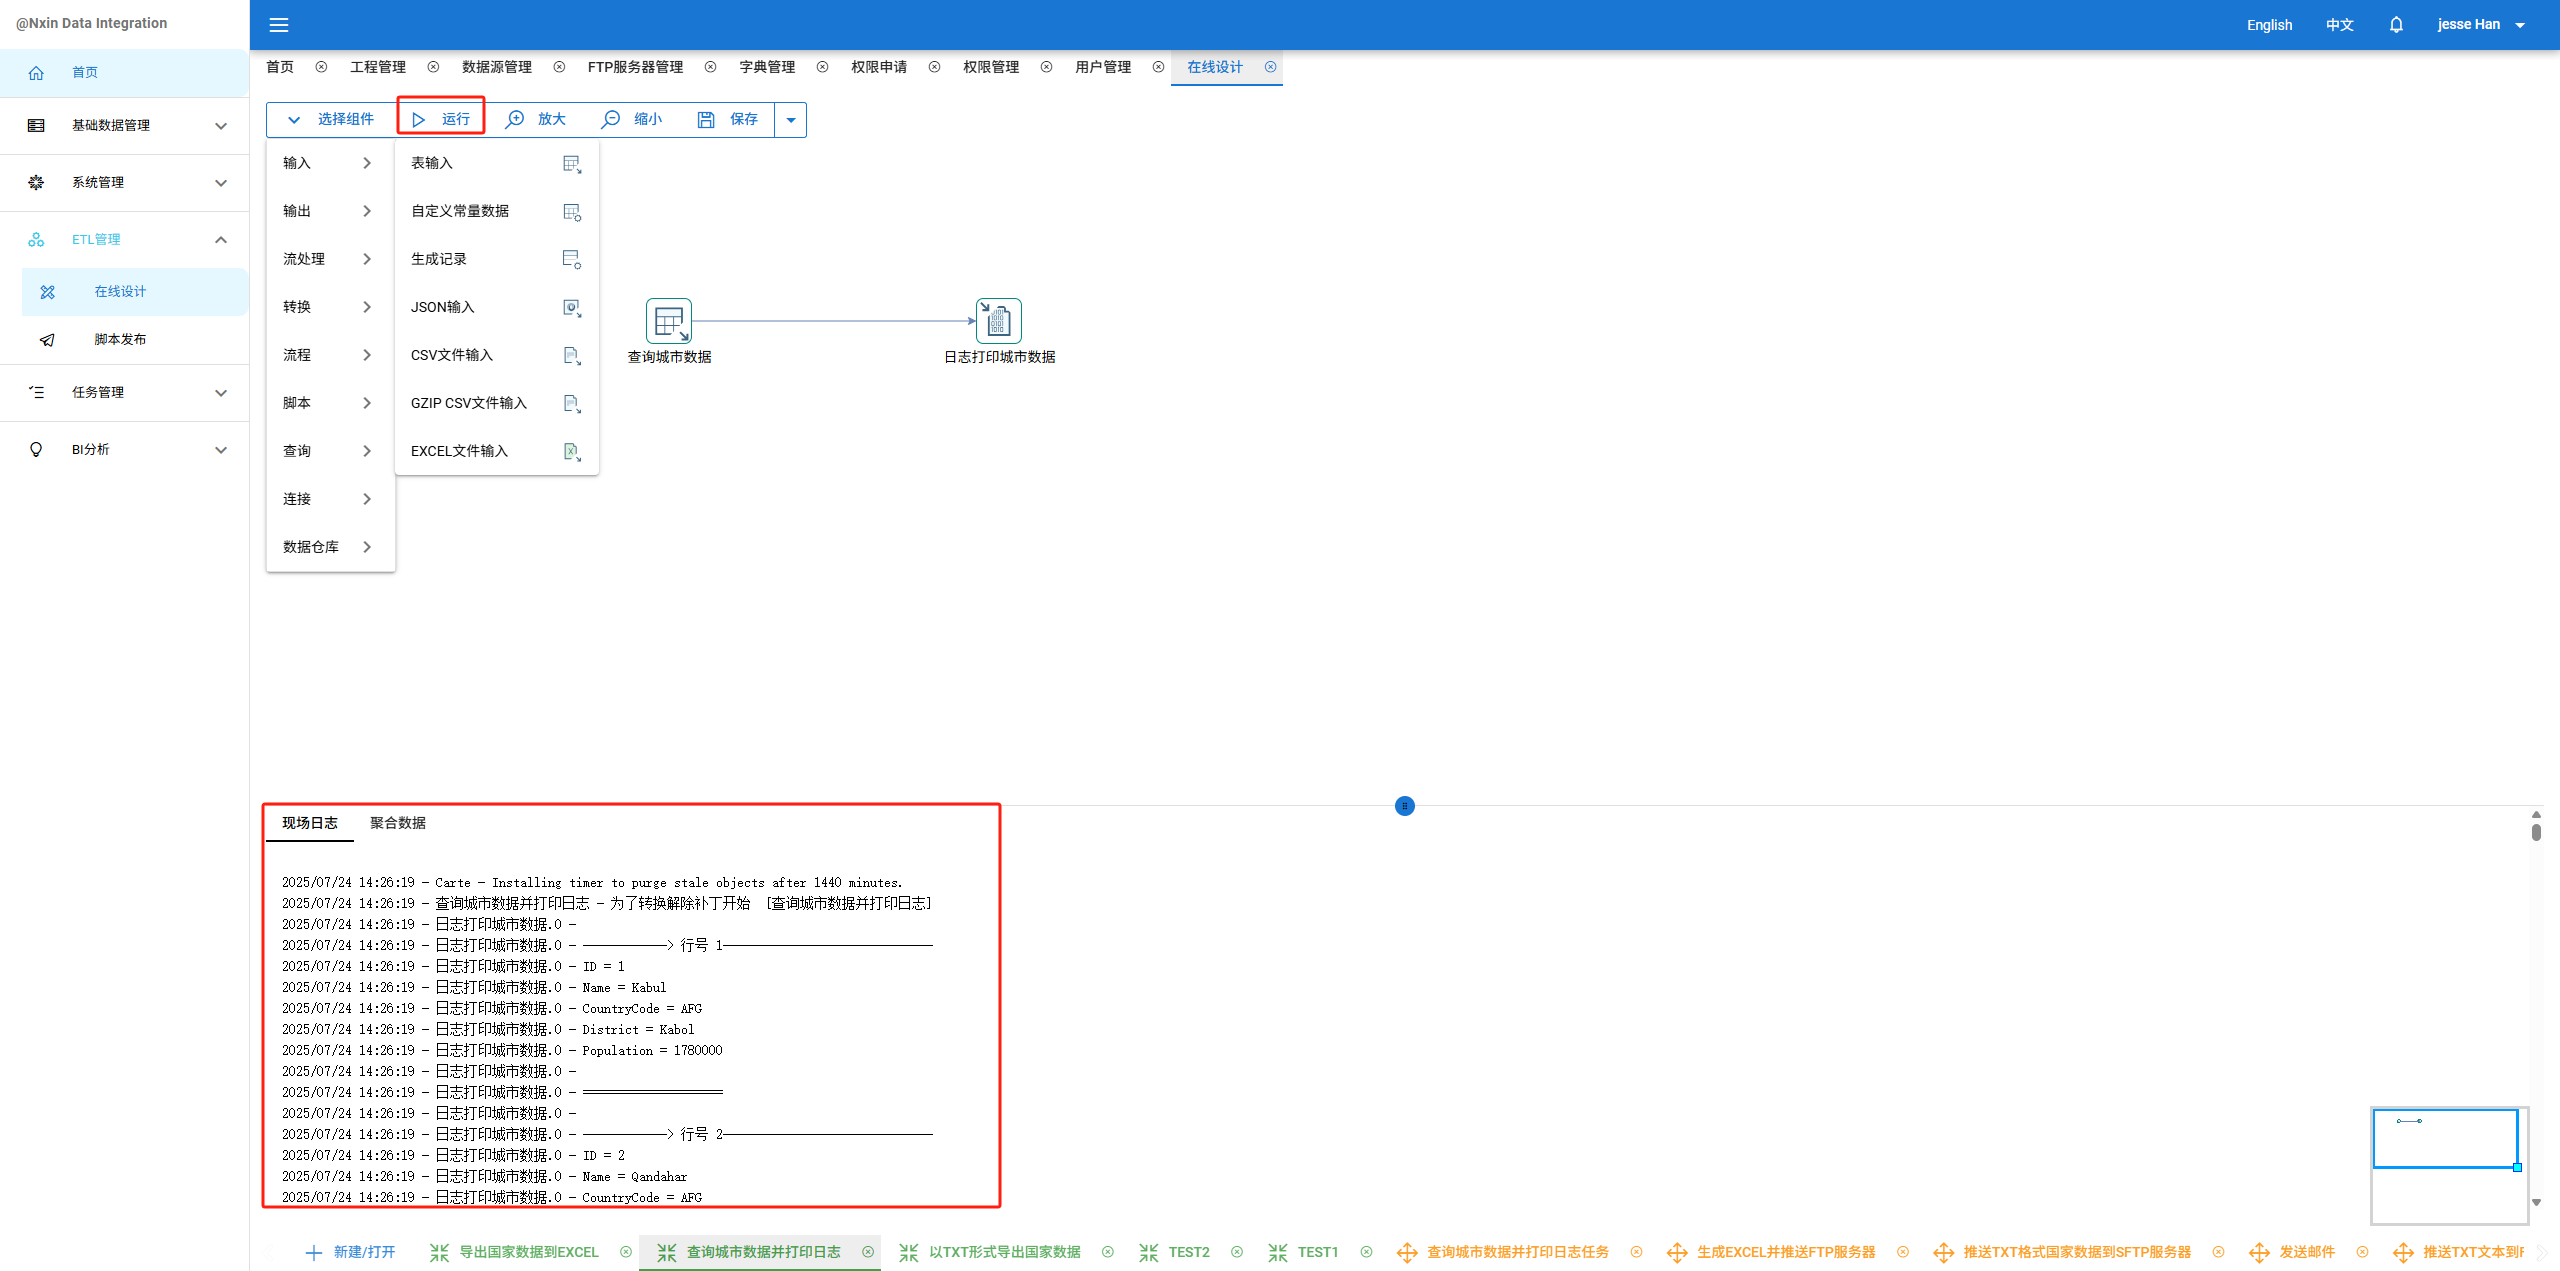 @Nxin Data Integration
English 中文 jesse Han
首页
基础数据管理
系统管理
ETL管理
在线设计
脚本发布
任务管理
BI分析
首页 工程管理 数据源管理 FTP服务器管理 字典管理 权限申请 权限管理 用户管理 在线设计
选择组件 运行 放大 缩小 保存
输入
输出
流处理
转换
流程
脚本
查询
连接
数据仓库
表输入
自定义常量数据
生成记录
JSON输入
CSV文件输入
GZIP CSV文件输入
EXCEL文件输入
查询城市数据
日志打印城市数据
现场日志 聚合数据
2025/07/24 14:26:19 - Carte - Installing timer to purge stale objects after 1440 minutes.
2025/07/24 14:26:19 - 查询城市数据并打印日志 - 为了转换解除补丁开始  [查询城市数据并打印日志]
2025/07/24 14:26:19 - 日志打印城市数据.0 -
2025/07/24 14:26:19 - 日志打印城市数据.0 - ------------> 行号 1------------------------------
2025/07/24 14:26:19 - 日志打印城市数据.0 - ID = 1
2025/07/24 14:26:19 - 日志打印城市数据.0 - Name = Kabul
2025/07/24 14:26:19 - 日志打印城市数据.0 - CountryCode = AFG
2025/07/24 14:26:19 - 日志打印城市数据.0 - District = Kabol
2025/07/24 14:26:19 - 日志打印城市数据.0 - Population = 1780000
2025/07/24 14:26:19 - 日志打印城市数据.0 -
2025/07/24 14:26:19 - 日志打印城市数据.0 - ====================
2025/07/24 14:26:19 - 日志打印城市数据.0 -
2025/07/24 14:26:19 - 日志打印城市数据.0 - ------------> 行号 2------------------------------
2025/07/24 14:26:19 - 日志打印城市数据.0 - ID = 2
2025/07/24 14:26:19 - 日志打印城市数据.0 - Name = Qandahar
2025/07/24 14:26:19 - 日志打印城市数据.0 - CountryCode = AFG
新建/打开 导出国家数据到EXCEL 查询城市数据并打印日志 以TXT形式导出国家数据 TEST2 TEST1 查询城市数据并打印日志任务 生成EXCEL并推送FTP服务器 推送TXT格式国家数据到SFTP服务器 发送邮件 推送TXT文本到F